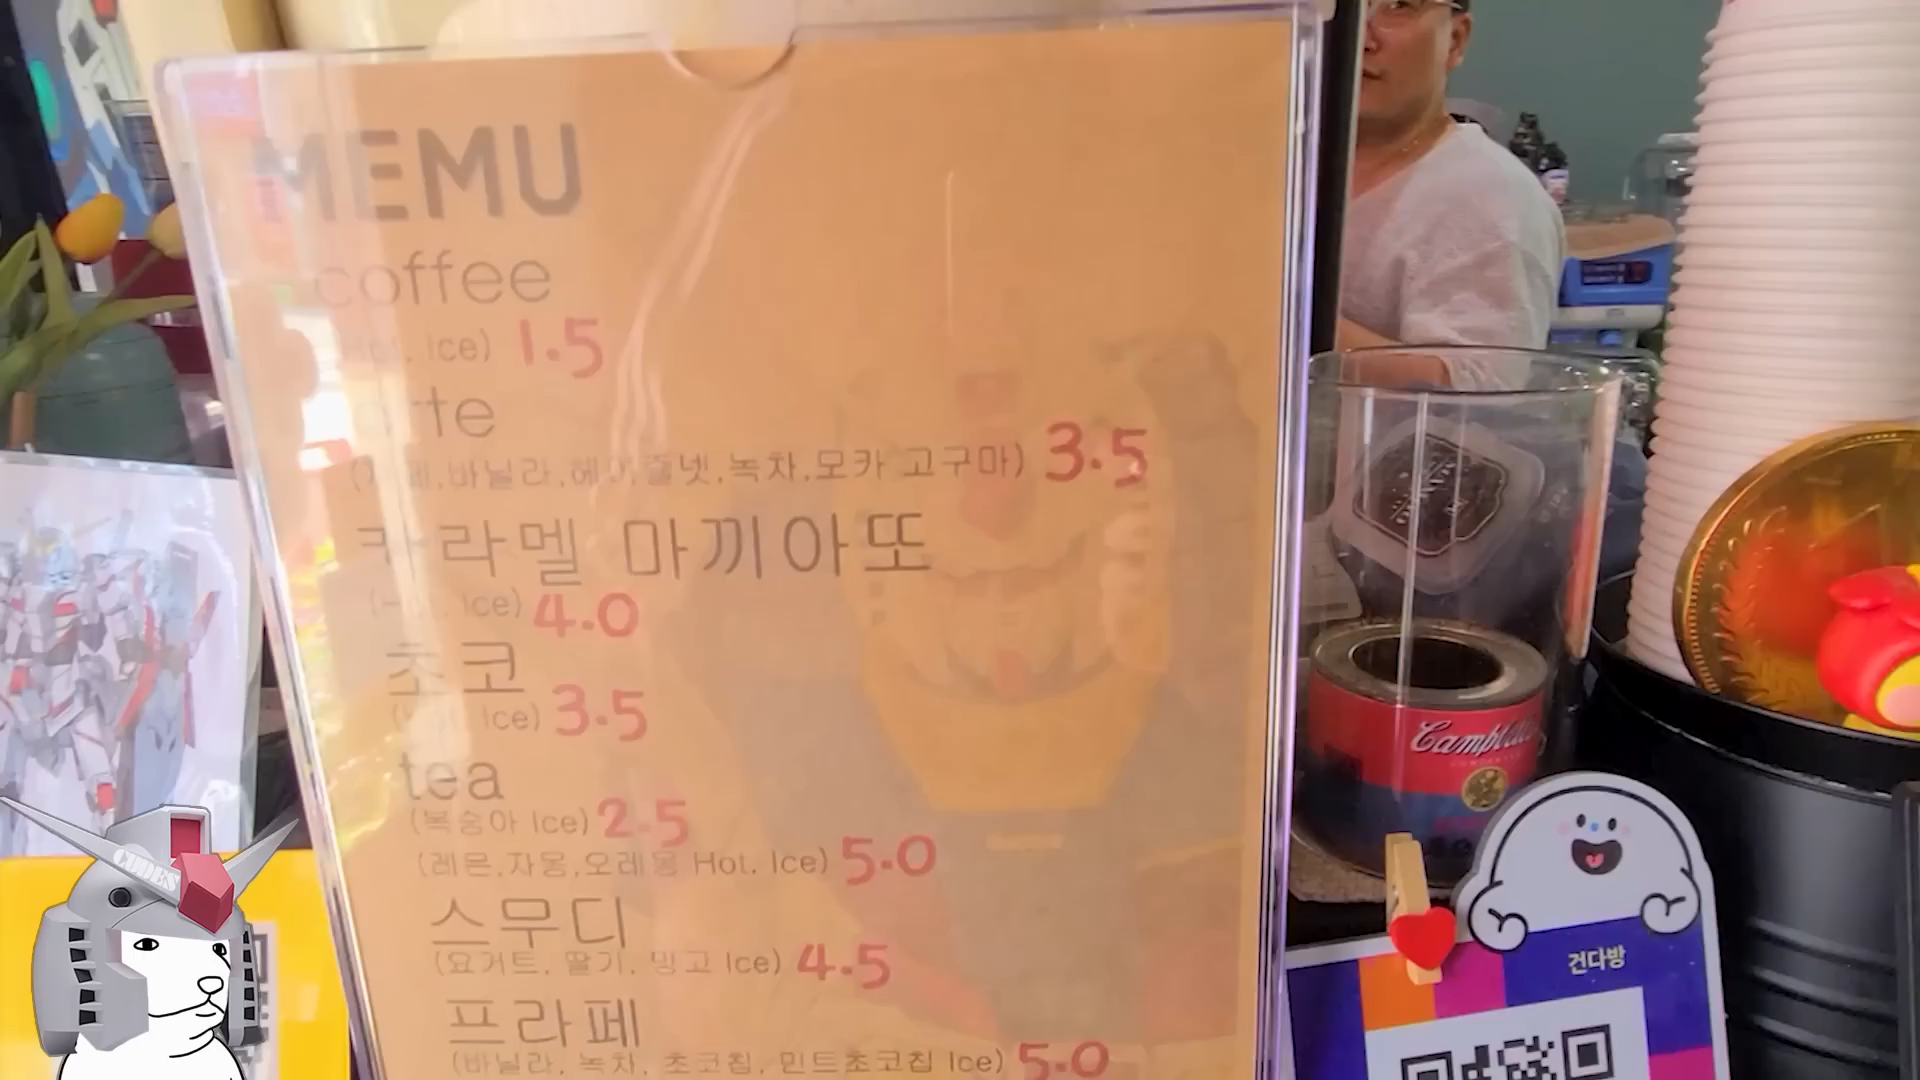 MEMU
coffee
Ice) 1.5
3.5
바닐라,헤이즐넛,녹차,모카 고구마)
카라멜 마끼아또
Ice) 4.0
초코
Ice) 3.5
tea
(복숭아 Ice) 2.5
(레몬,자몽,오레몽 Hot, Ice) 5.0
스무디
(요거트, 딸기, 망고 Ice) 4.5
프라페
(바닐라, 녹차, 초코칩, 민트초코칩 Ice) 5.0
Campbell's
건다방
CODES